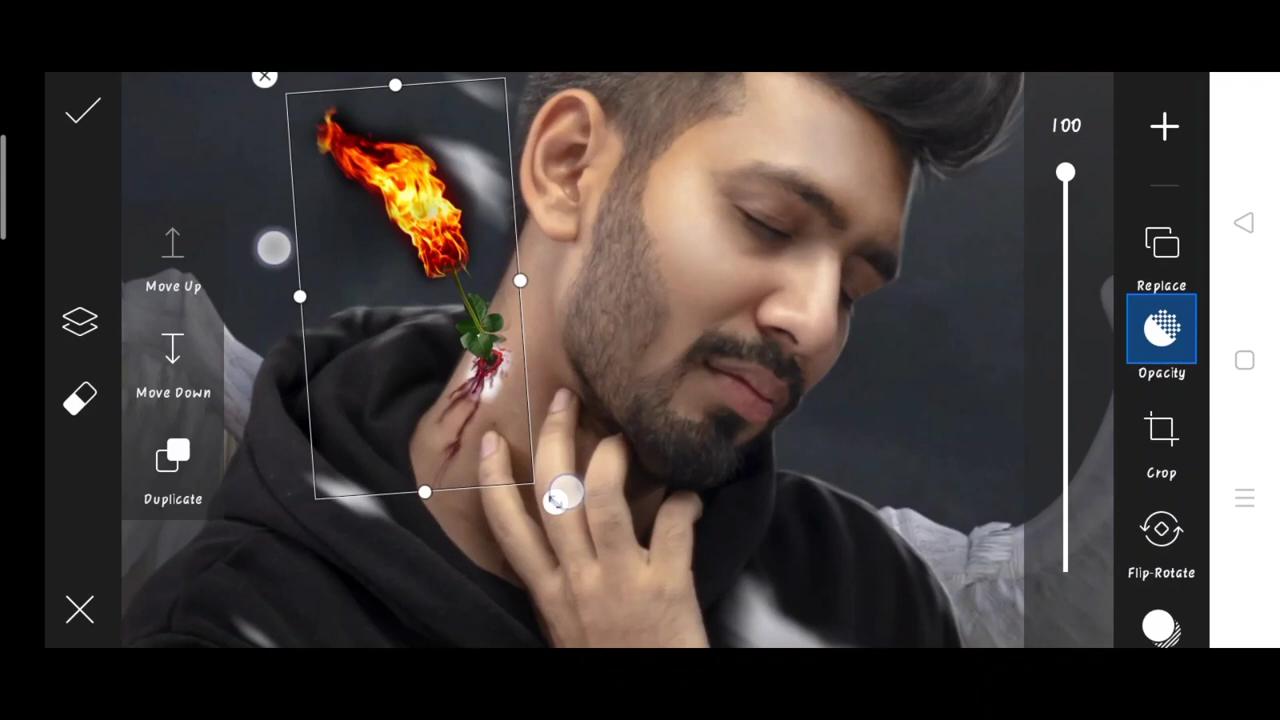 100
Move Up
Replace
Opacity
Move Down
Crop
Duplicate
Flip-Rotate